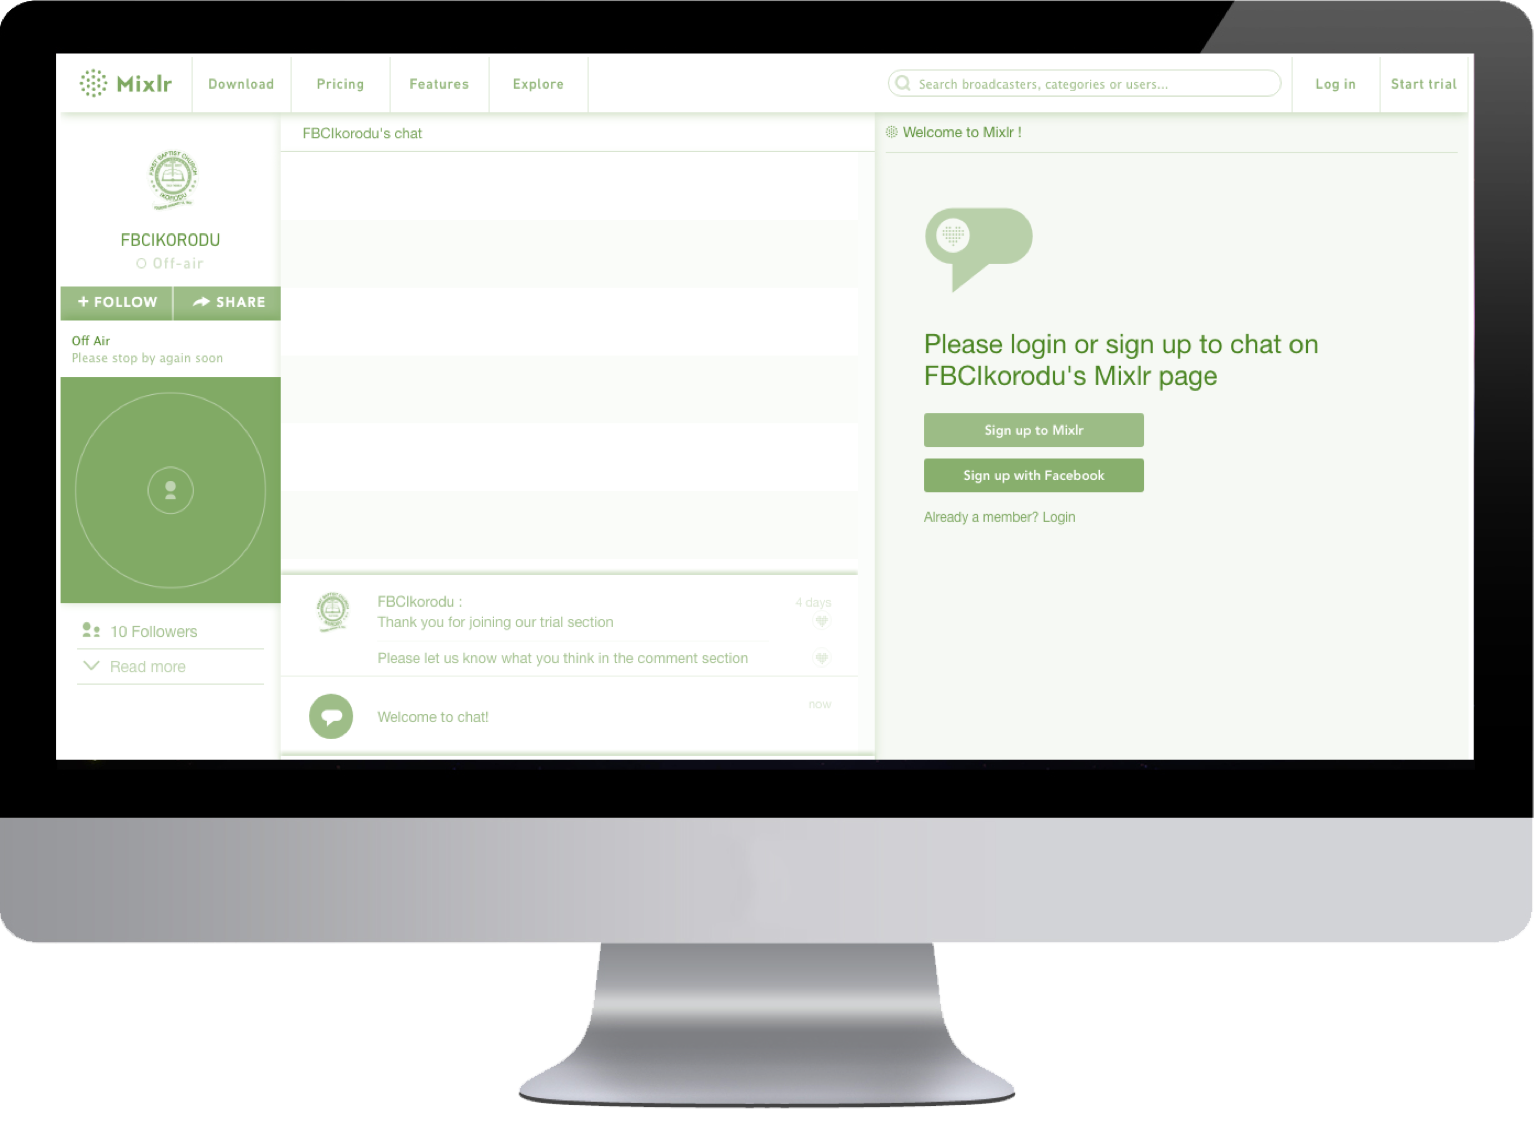 Mixlr
Download
Pricing
Features
Explore
Search broadcasters, categories or users...
Log in
Start trial
FIRST BAPTIST CHURCH
IKORODU
FBCIKORODU
Off-air
+ FOLLOW
SHARE
Off Air
Please stop by again soon
10 Followers
Read more
FBCIkorodu's chat
FBCIkorodu :
4 days
Thank you for joining our trial section
Please let us know what you think in the comment section
Welcome to chat!
now
Welcome to Mixlr !
Please login or sign up to chat on
FBCIkorodu's Mixlr page
Sign up to Mixlr
Sign up with Facebook
Already a member? Login